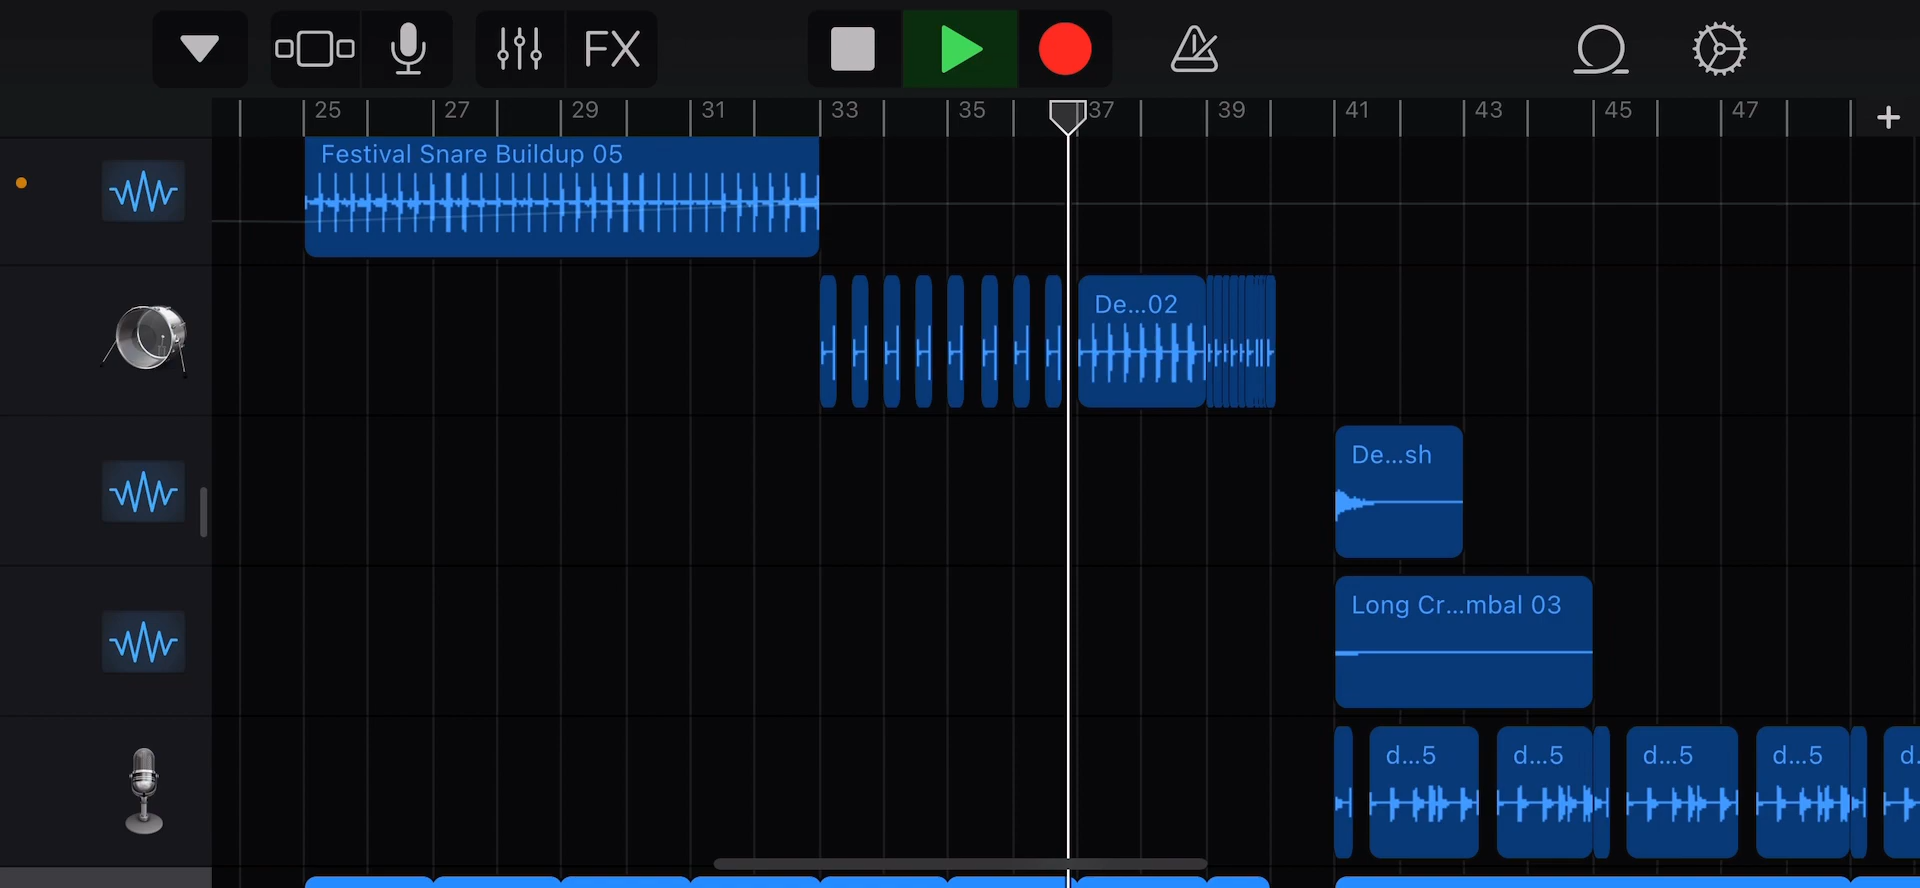 FX
25 27 29 31 33 35 37 39 41 43 45 47
Festival Snare Buildup 05
De...02
De...sh
Long Cr...mbal 03
d...5 d...5 d...5 d...5 d.